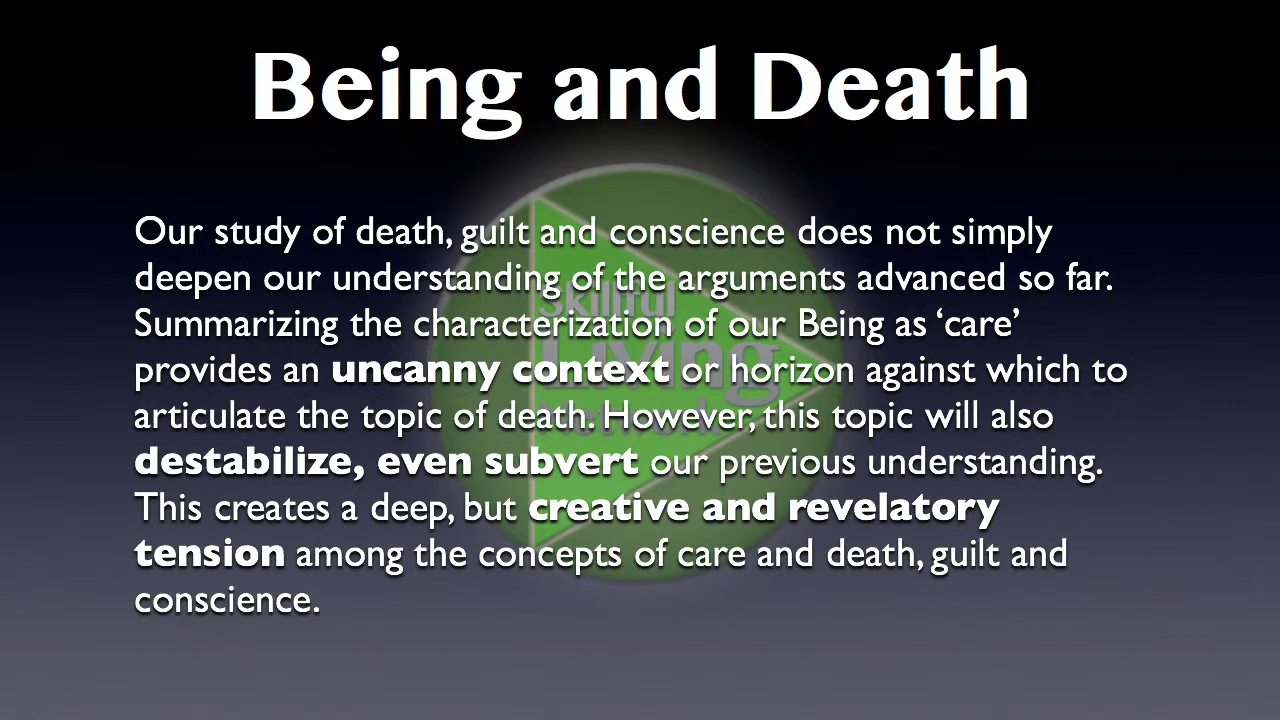 Being and Death
Our study of death, guilt and conscience does not simply
deepen our understanding of the arguments advanced so far.
Summarizing the characterization of our Being as ‘care’
provides an uncanny context or horizon against which to
articulate the topic of death. However, this topic will also
destabilize, even subvert our previous understanding.
This creates a deep, but creative and revelatory
tension among the concepts of care and death, guilt and
conscience.
Skillful
Living
Network